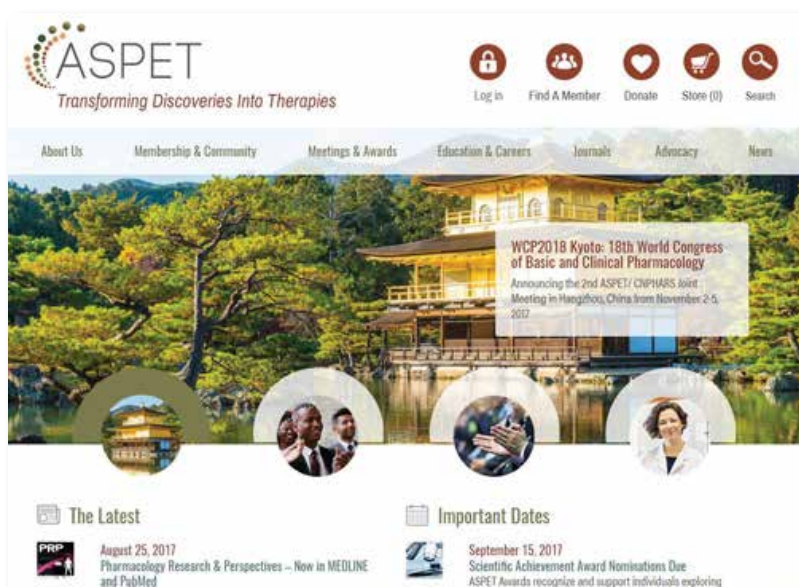 ASPET
Transforming Discoveries Into Therapies
Log in
Find A Member
Donate
Store (0)
Search
About Us
Membership & Community
Meetings & Awards
Education & Careers
Journals
Advocacy
News
WCP2018 Kyoto: 18th World Congress
of Basic and Clinical Pharmacology
Announcing the 2nd ASPET/ CNPHARS Joint
Meeting in Hangzhou, China from November 2-5,
2017
The Latest
PRP
August 25, 2017
Pharmacology Research & Perspectives – Now in MEDLINE
and PubMed
Important Dates
September 15, 2017
Scientific Achievement Award Nominations Due
ASPET Awards recognize and support individuals exploring